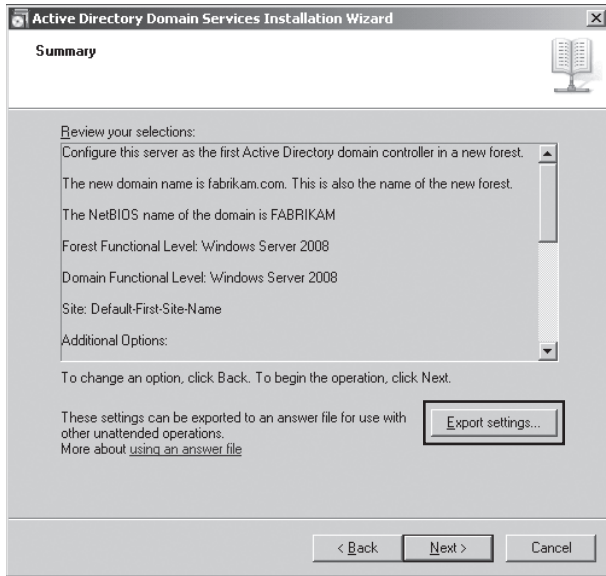 Active Directory Domain Services Installation Wizard
Summary
Review your selections:
Configure this server as the first Active Directory domain controller in a new forest.
The new domain name is fabrikam.com. This is also the name of the new forest.
The NetBIOS name of the domain is FABRIKAM
Forest Functional Level: Windows Server 2008
Domain Functional Level: Windows Server 2008
Site: Default-First-Site-Name
Additional Options:
To change an option, click Back. To begin the operation, click Next.
These settings can be exported to an answer file for use with
other unattended operations.
More about using an answer file
Export settings...
< Back
Next >
Cancel